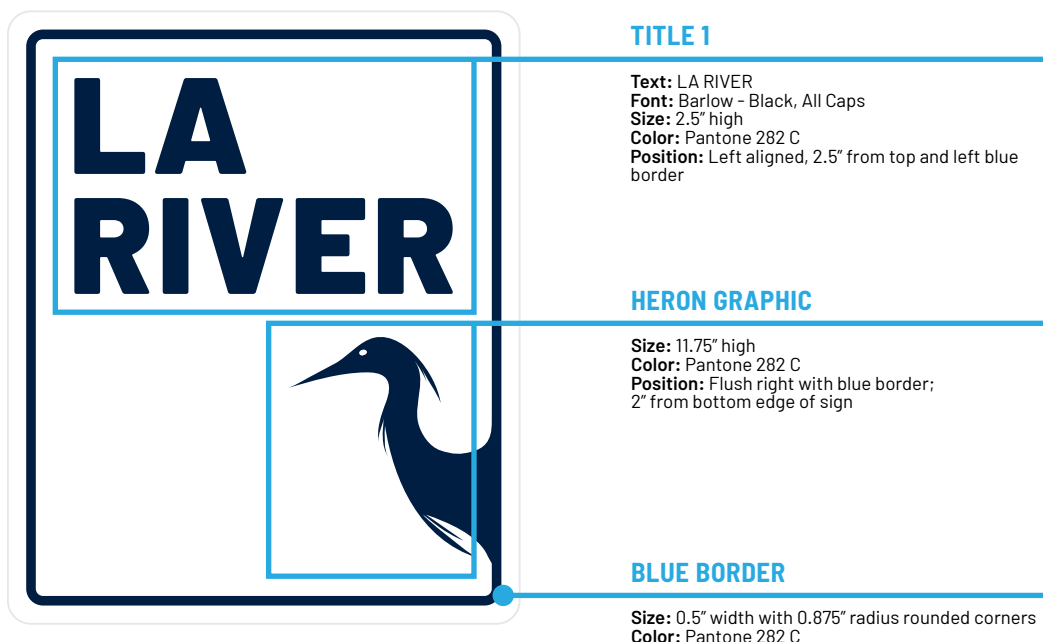 LA
RIVER
TITLE 1
Text: LA RIVER
Font: Barlow - Black, All Caps
Size: 2.5” high
Color: Pantone 282 C
Position: Left aligned, 2.5” from top and left blue
border
HERON GRAPHIC
Size: 11.75” high
Color: Pantone 282 C
Position: Flush right with blue border;
2” from bottom edge of sign
BLUE BORDER
Size: 0.5” width with 0.875” radius rounded corners
Color: Pantone 282 C